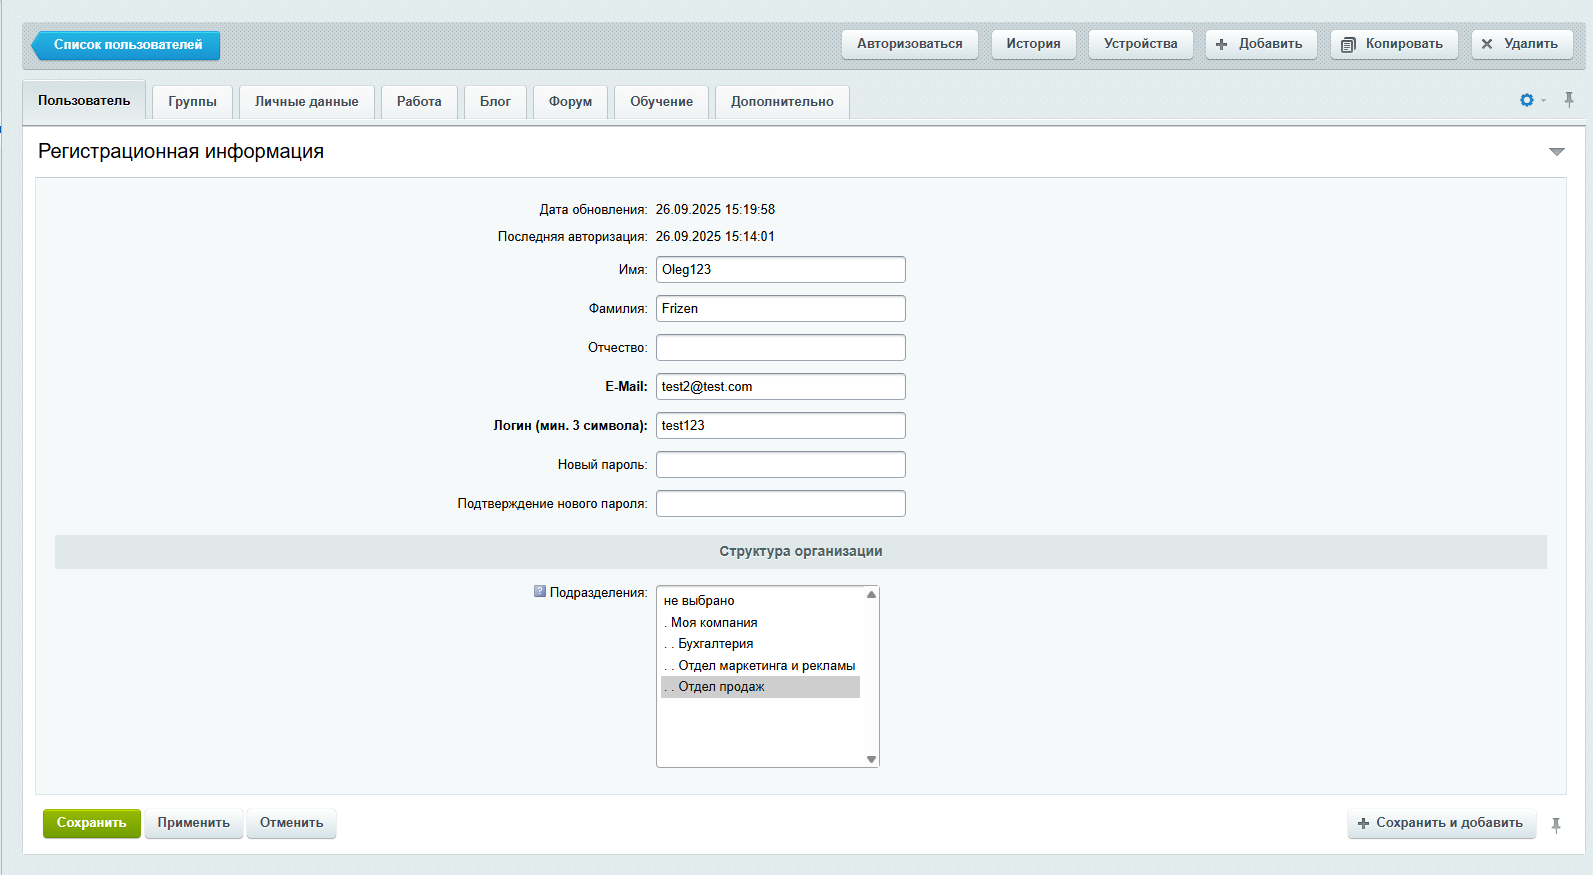 Список пользователей
Авторизоваться
История
Устройства
Добавить
Копировать
Удалить
Пользователь
Группы
Личные данные
Работа
Блог
Форум
Обучение
Дополнительно
Регистрационная информация
Дата обновления: 26.09.2025 15:19:58
Последняя авторизация: 26.09.2025 15:14:01
Имя: Oleg123
Фамилия: Frizen
Отчество:
E-Mail: test2@test.com
Логин (мин. 3 символа): test123
Новый пароль:
Подтверждение нового пароля:
Структура организации
? Подразделения:
не выбрано
. Моя компания
. . Бухгалтерия
. . Отдел маркетинга и рекламы
. . Отдел продаж
Сохранить
Применить
Отменить
Сохранить и добавить